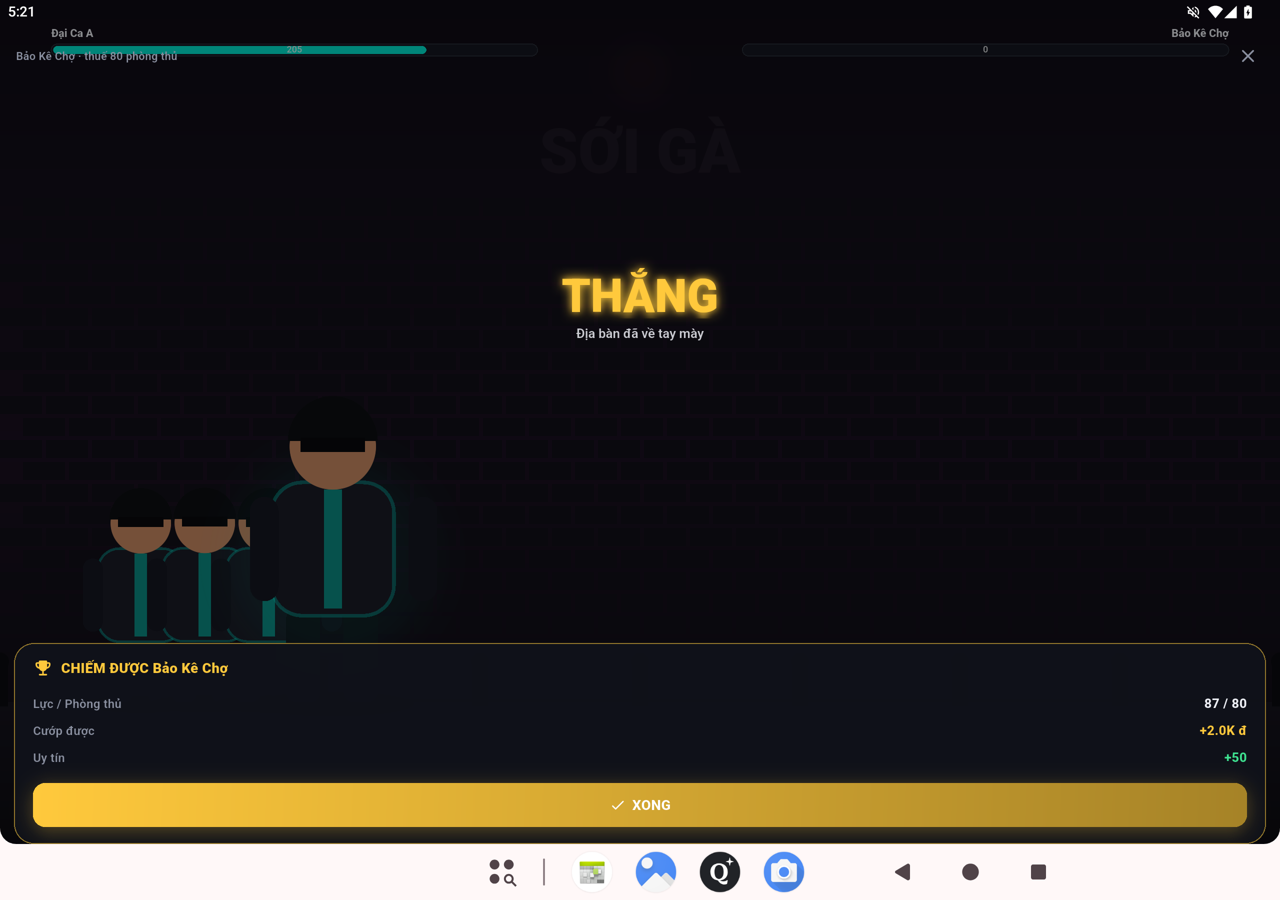 5:21
Đại Ca A
Bảo Kê Chợ
205
0
Bảo Kê Chợ · thuế 80 phòng thủ
SỚI GÀ
THẮNG
Địa bàn đã về tay mày
CHIẾM ĐƯỢC Bảo Kê Chợ
Lực / Phòng thủ
87 / 80
Cướp được
+2.0K đ
Uy tín
+50
XONG
Q+